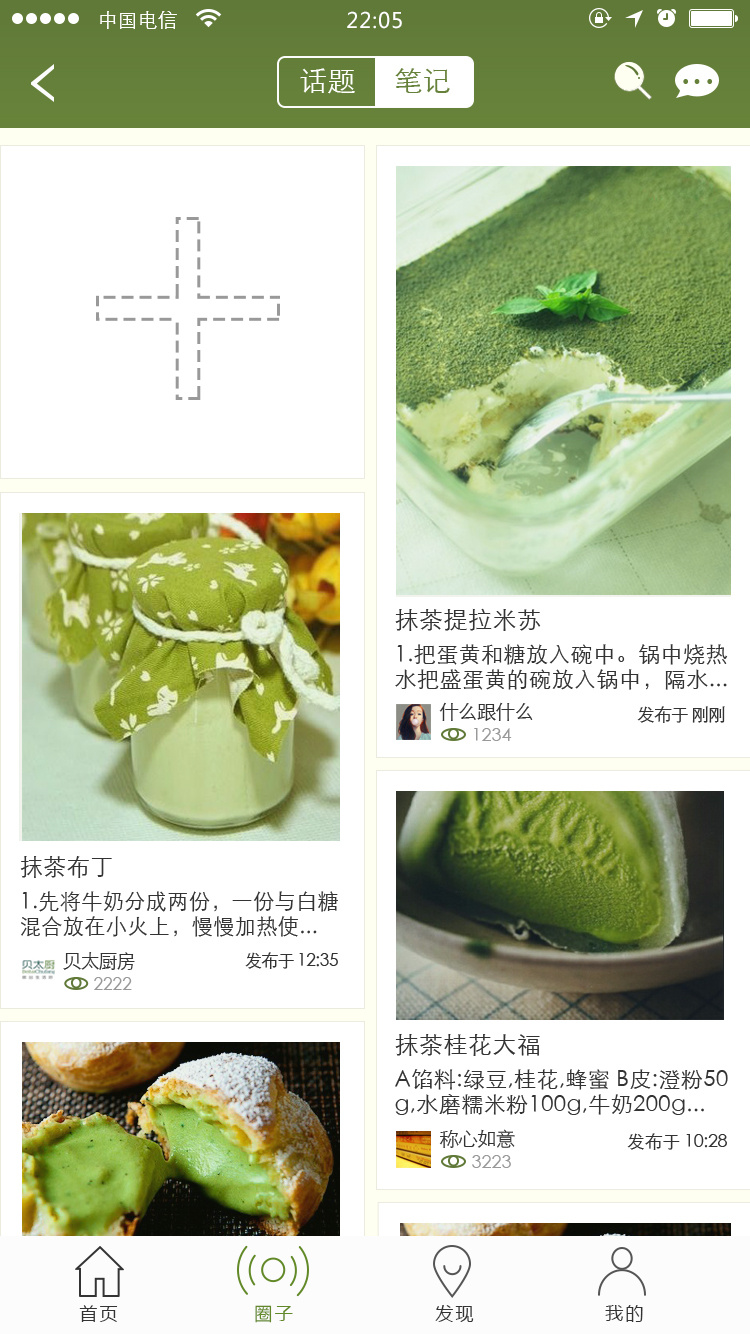 中国电信
22:05
话题
笔记
抹茶提拉米苏
1.把蛋黄和糖放入碗中。锅中烧热
水把盛蛋黄的碗放入锅中，隔水...
什么跟什么
发布于 刚刚
1234
抹茶布丁
1.先将牛奶分成两份，一份与白糖
混合放在小火上，慢慢加热使...
贝太厨
贝太厨房
发布于 12:35
2222
抹茶桂花大福
A馅料:绿豆,桂花,蜂蜜 B皮:澄粉50
g,水磨糯米粉100g,牛奶200g...
称心如意
发布于 10:28
3223
首页
圈子
发现
我的